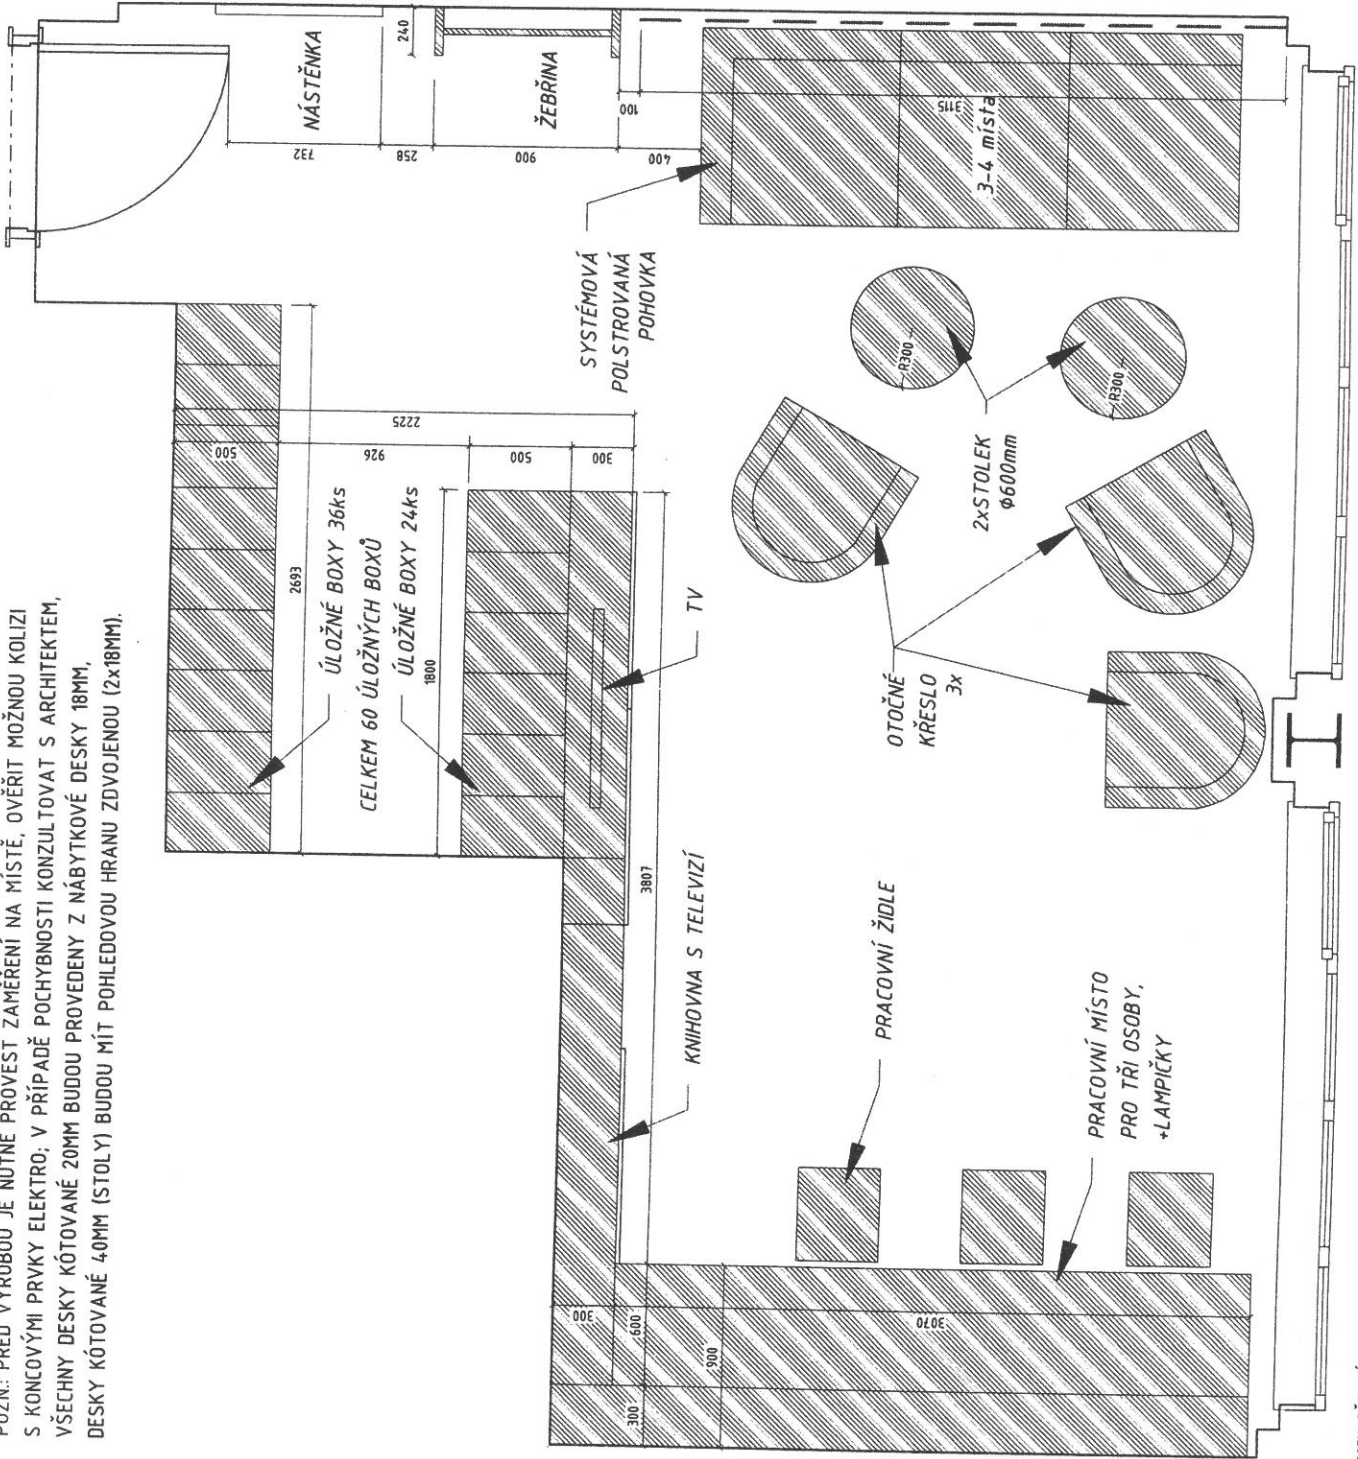 POZN.: PŘED VÝROBOU JE NUTNÉ PROVÉST ZAMĚŘENÍ NA MÍSTĚ, OVĚŘIT MOŽNOU KOLIZI
S KONCOVÝMI PRVKY ELEKTRO; V PŘÍPADĚ POCHYBNOSTI KONZULTOVAT S ARCHITEKTEM,
VŠECHNY DESKY KÓTOVANÉ 20MM BUDOU PROVEDENY Z NÁBYTKOVÉ DESKY 18MM,
DESKY KÓTOVANÉ 40MM (STOLY) BUDOU MÍT POHLEDOVOU HRANU ZDVOJENOU (2x18MM).
NÁSTĚNKA
732
258
240
ŽEBŘINA
900
100
400
3115
3-4 místa
SYSTÉMOVÁ
POLSTROVANÁ
POHOVKA
500
926
2225
500
300
2693
ÚLOŽNÉ BOXY 36ks
CELKEM 60 ÚLOŽNÝCH BOXŮ
ÚLOŽNÉ BOXY 24ks
1800
TV
3807
R300
R300
2xSTOLEK
φ600mm
OTOČNÉ
KŘESLO
3x
KNIHOVNA S TELEVIZÍ
PRACOVNÍ ŽIDLE
PRACOVNÍ MÍSTO
PRO TŘI OSOBY,
+LAMPIČKY
300
600
900
300
3070